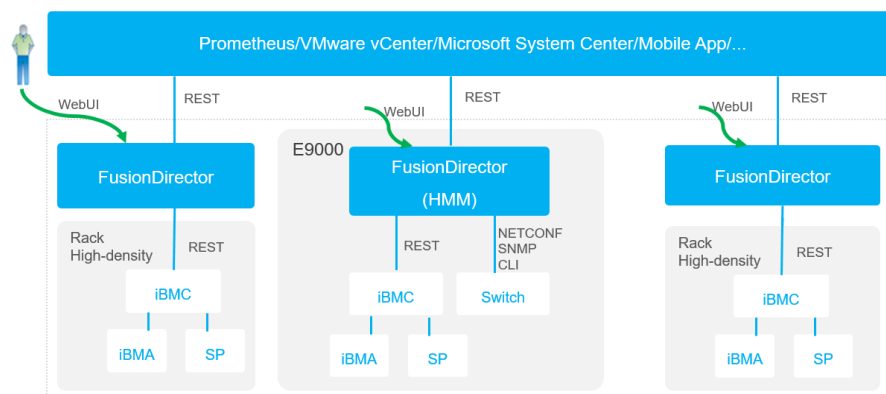 Prometheus/VMware vCenter/Microsoft System Center/Mobile App/...
WebUI
REST
WebUI
REST
WebUI
REST
FusionDirector
E9000
FusionDirector
(HMM)
FusionDirector
Rack
High-density
REST
iBMC
iBMA
SP
REST
NETCONF
SNMP
CLI
iBMC
Switch
iBMA
SP
Rack
High-density
REST
iBMC
iBMA
SP